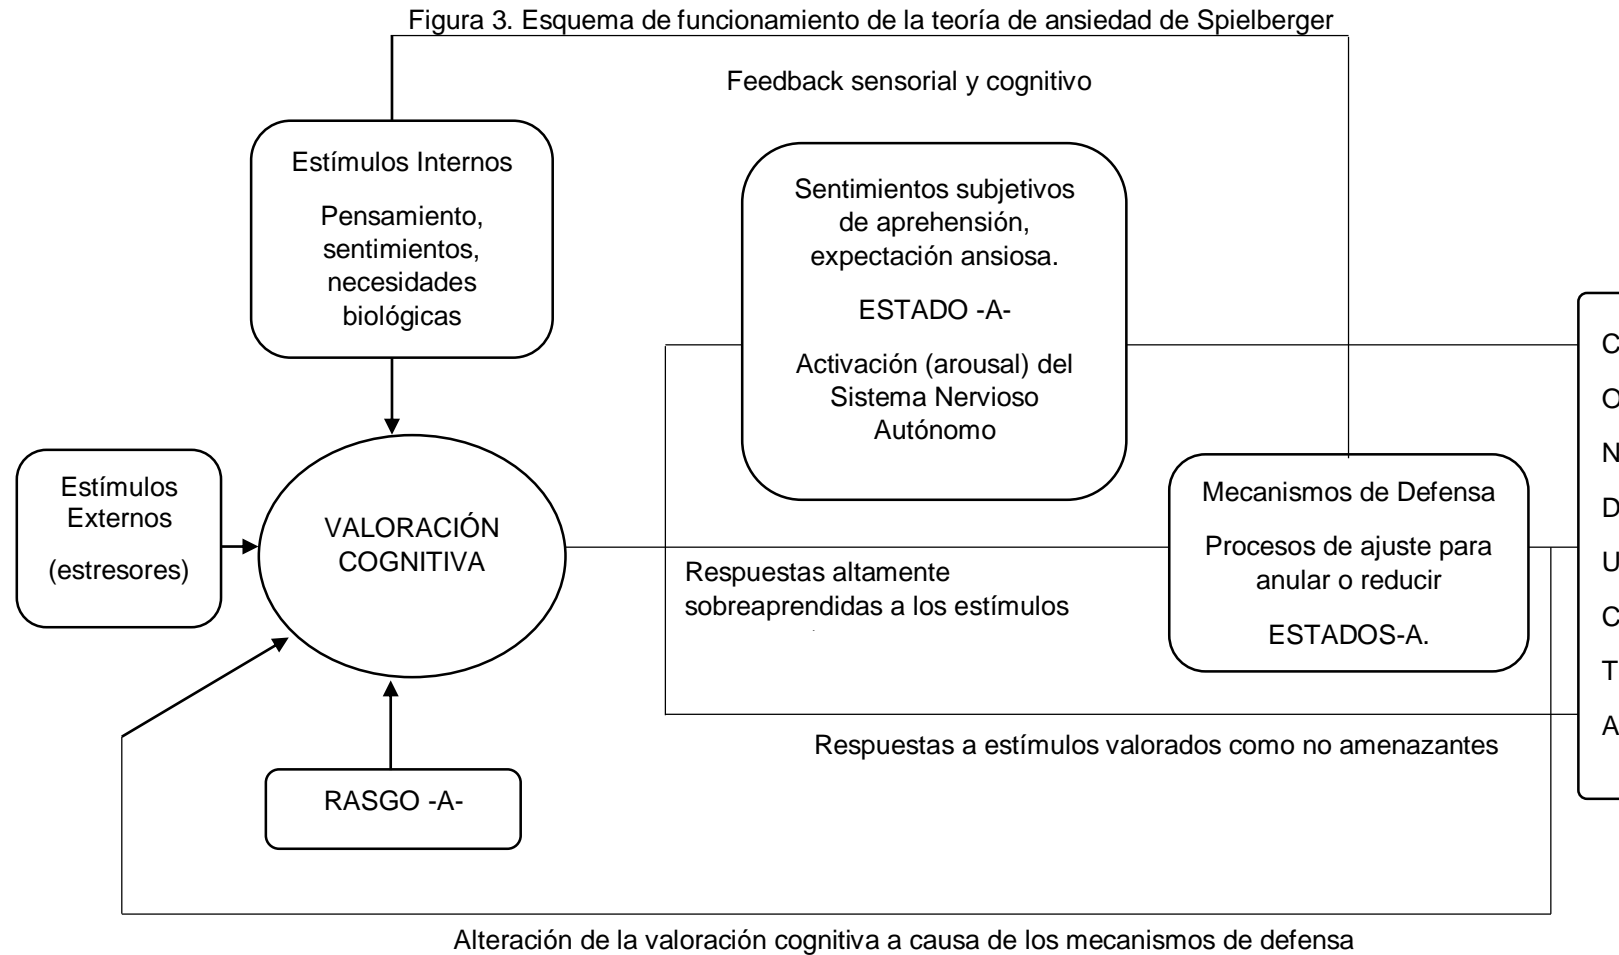 Figura 3. Esquema de funcionamiento de la teoría de ansiedad de Spielberger
Feedback sensorial y cognitivo
Estímulos Internos
Pensamiento,
sentimientos,
necesidades
biológicas
Sentimientos subjetivos
de aprehensión,
expectación ansiosa.
ESTADO -A-
Activación (arousal) del
Sistema Nervioso
Autónomo
Estímulos
Externos
(estresores)
VALORACIÓN
COGNITIVA
Respuestas altamente
sobreaprendidas a los estímulos
Mecanismos de Defensa
Procesos de ajuste para
anular o reducir
ESTADOS-A.
C
O
N
D
U
C
T
A
Respuestas a estímulos valorados como no amenazantes
RASGO -A-
Alteración de la valoración cognitiva a causa de los mecanismos de defensa